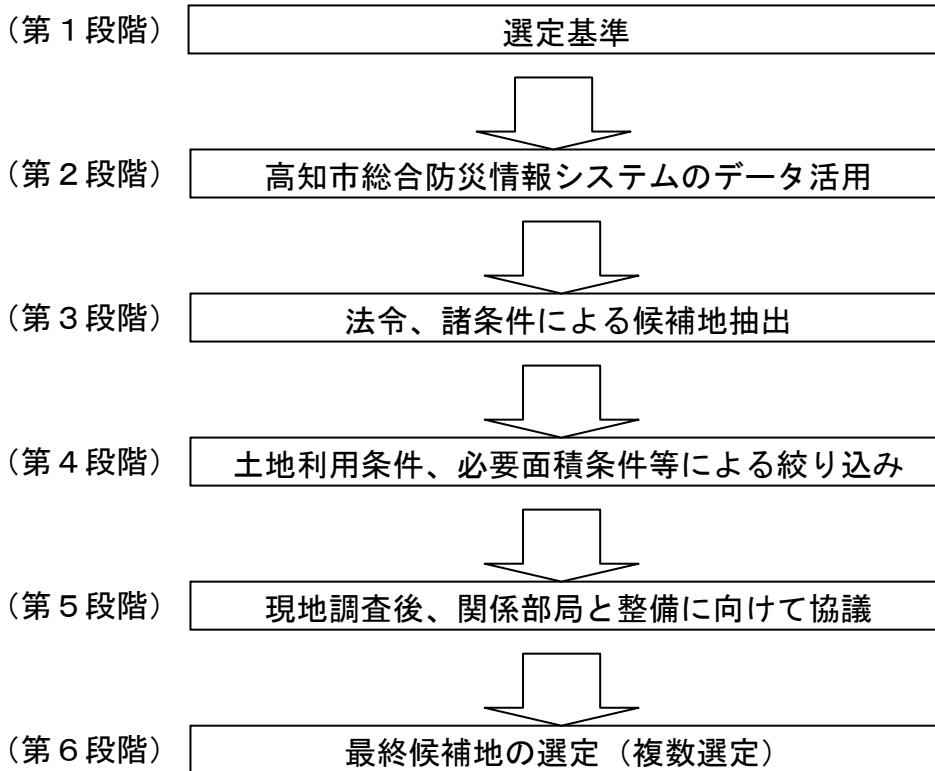 （第１段階） 選定基準
（第２段階） 高知市総合防災情報システムのデータ活用
（第３段階） 法令、諸条件による候補地抽出
（第４段階） 土地利用条件、必要面積条件等による絞り込み
（第５段階） 現地調査後、関係部局と整備に向けて協議
（第６段階） 最終候補地の選定（複数選定）